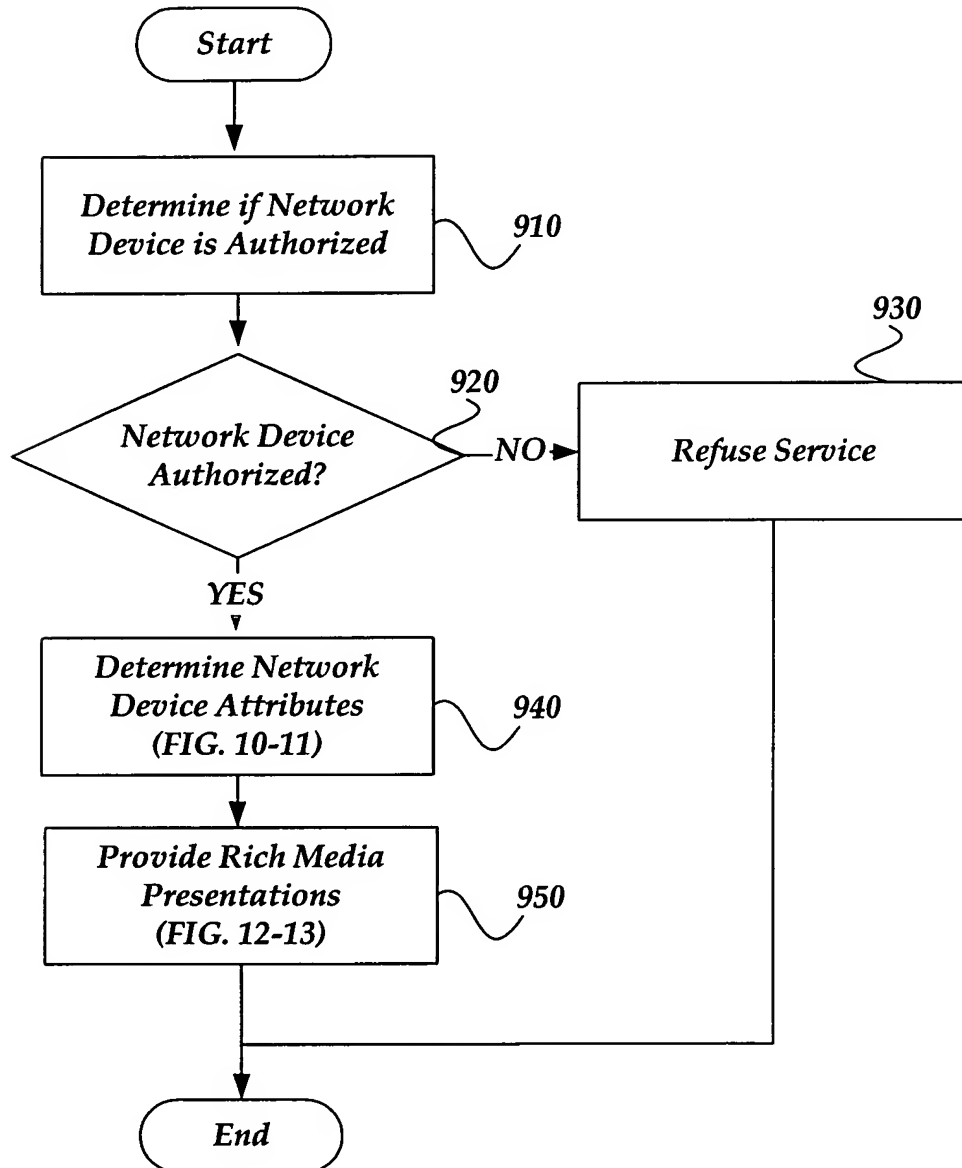 Start
Determine if Network
Device is Authorized
910
930
920
Network Device
Authorized?
NO
Refuse Service
YES
Determine Network
Device Attributes
(FIG. 10-11)
940
Provide Rich Media
Presentations
(FIG. 12-13)
950
End